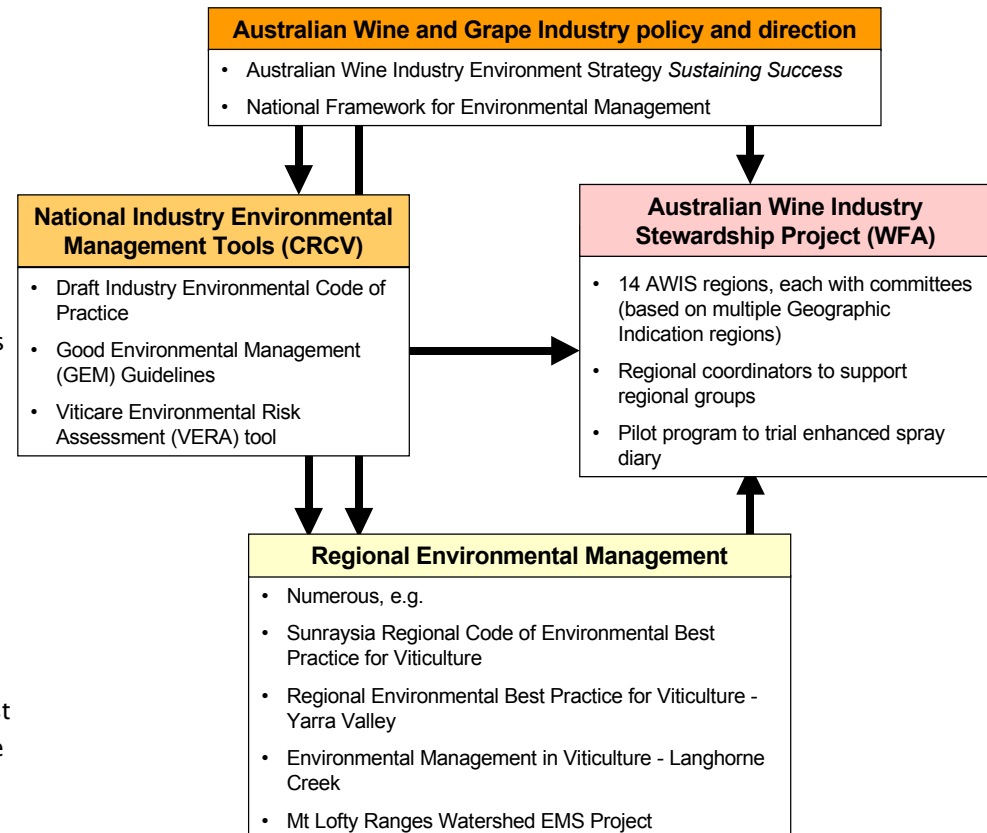 Australian Wine and Grape Industry policy and direction
• Australian Wine Industry Environment Strategy Sustaining Success
• National Framework for Environmental Management
National Industry Environmental
Management Tools (CRCV)
• Draft Industry Environmental Code of
Practice
• Good Environmental Management
(GEM) Guidelines
• Viticare Environmental Risk
Assessment (VERA) tool
Australian Wine Industry
Stewardship Project (WFA)
• 14 AWIS regions, each with committees
(based on multiple Geographic
Indication regions)
• Regional coordinators to support
regional groups
• Pilot program to trial enhanced spray
diary
Regional Environmental Management
• Numerous, e.g.
• Sunraysia Regional Code of Environmental Best
Practice for Viticulture
• Regional Environmental Best Practice for Viticulture -
Yarra Valley
• Environmental Management in Viticulture - Langhorne
Creek
• Mt Lofty Ranges Watershed EMS Project